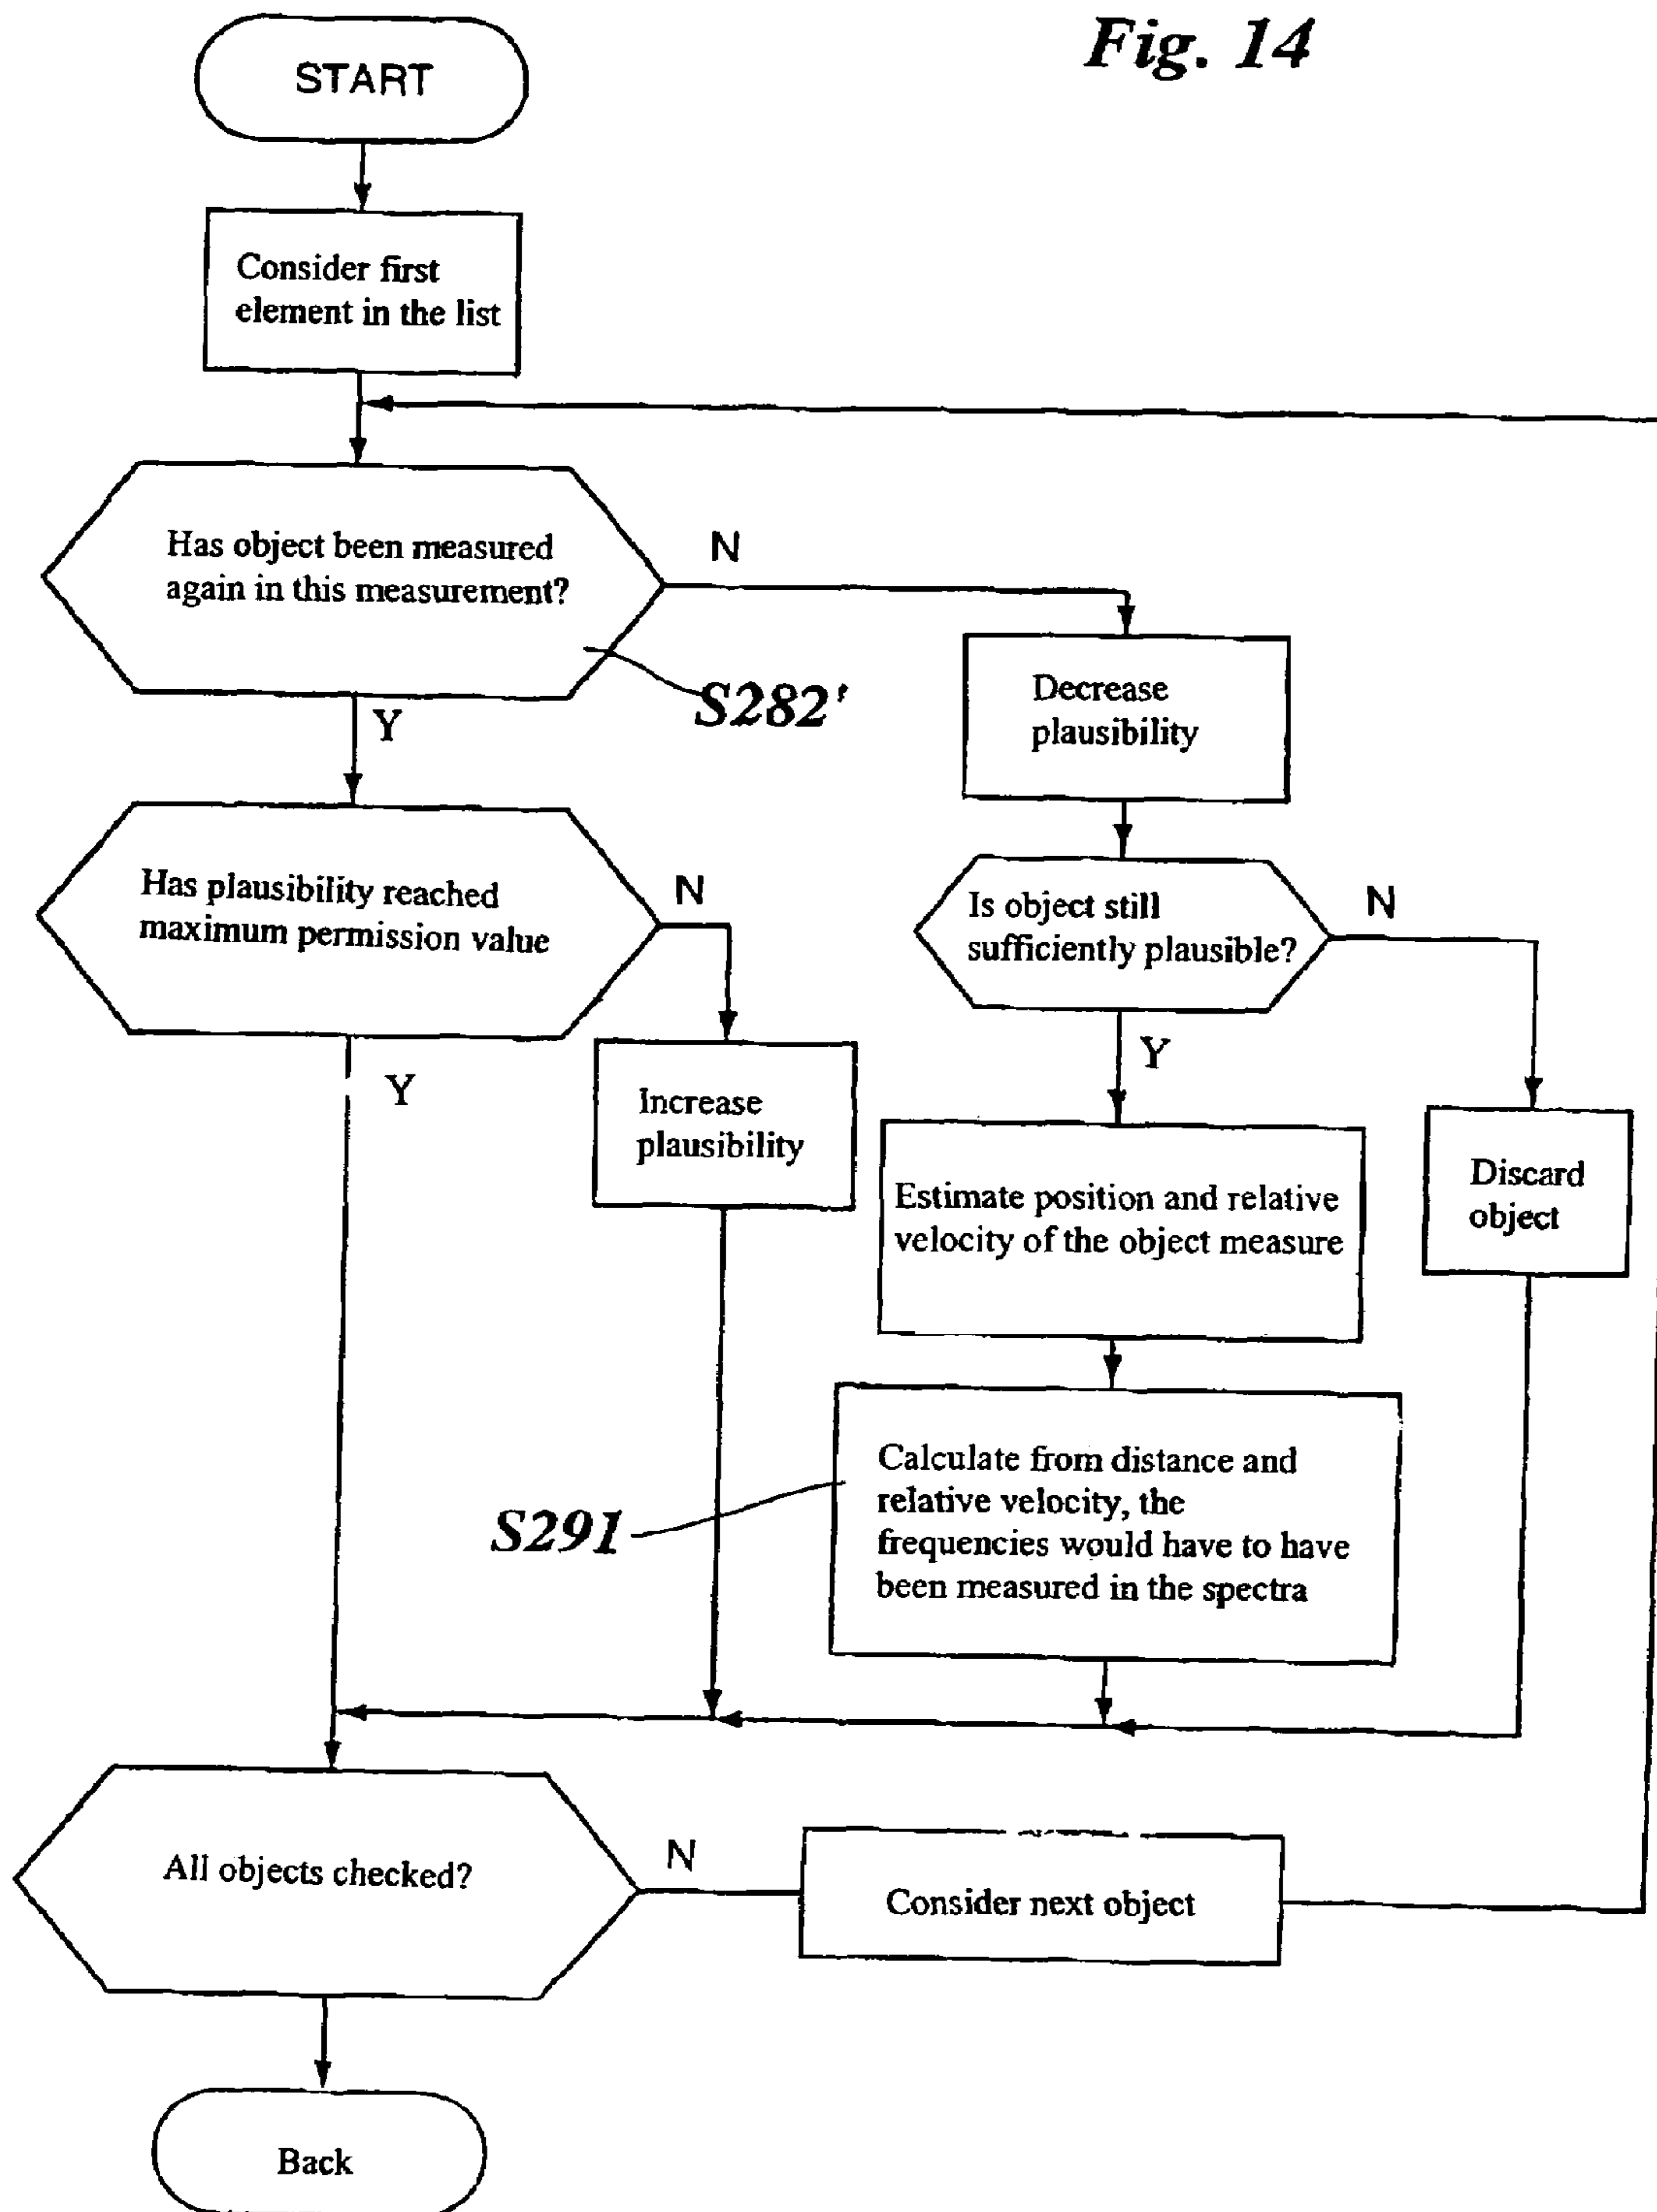 Fig. 14
START
Consider first
element in the list
Has object been measured
again in this measurement?
N
S282'
Y
Decrease
plausibility
Has plausibility reached
maximum permission value
N
Y
Is object still
sufficiently plausible?
N
Y
Increase
plausibility
Estimate position and relative
velocity of the object measure
Discard
object
Calculate from distance and
relative velocity, the
frequencies would have to have
been measured in the spectra
S291
All objects checked?
N
Consider next object
Back